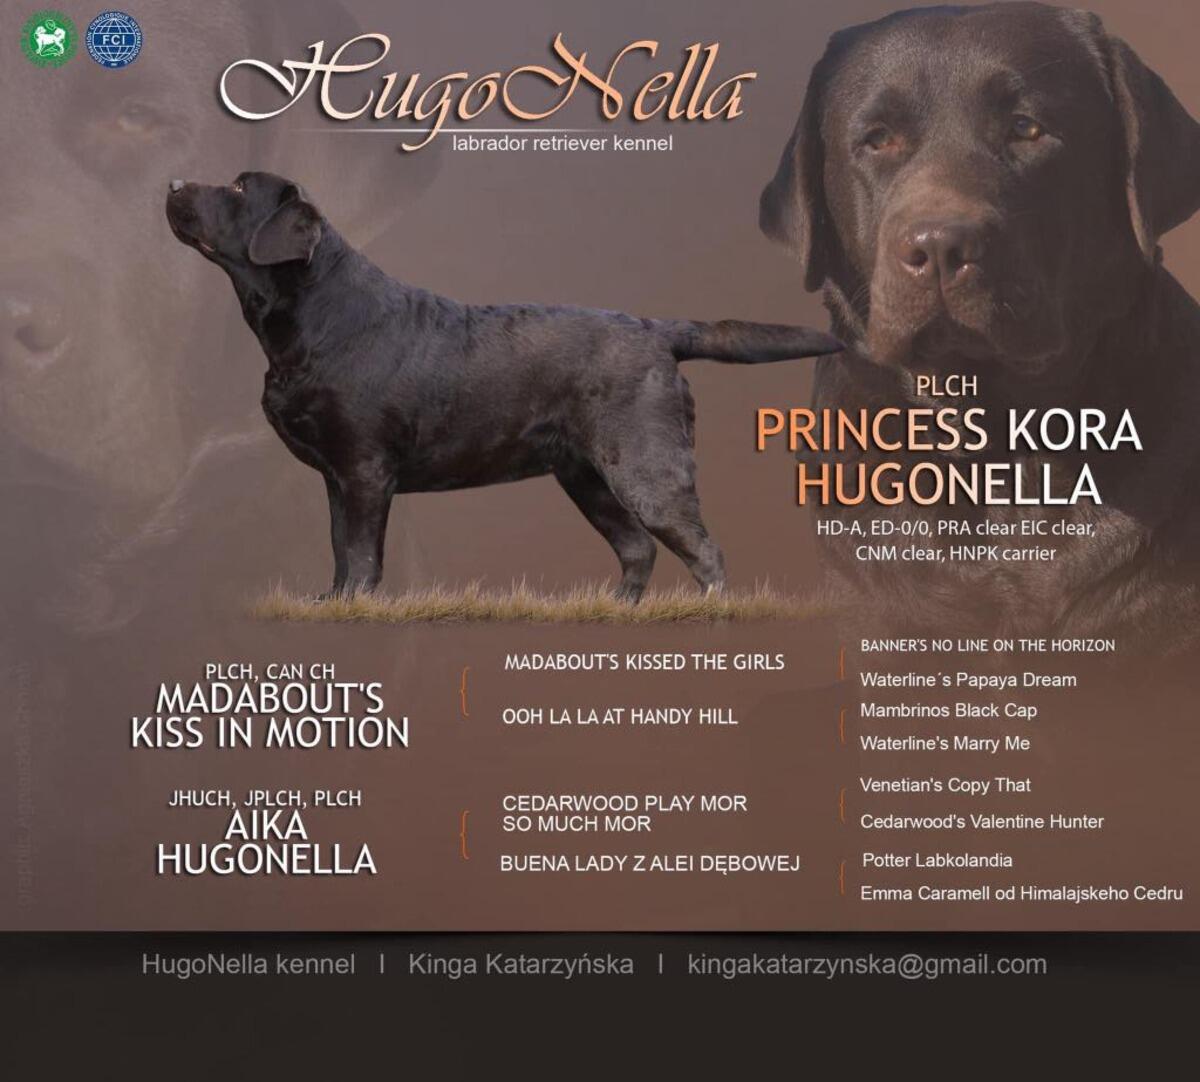 FCI
HugoNella
labrador retriever kennel
PLCH
PRINCESS KORA
HUGONELLA
HD-A, ED-0/0, PRA clear EIC clear,
CNM clear, HNPK carrier
PLCH, CAN CH
MADABOUT'S
KISS IN MOTION
MADABOUT'S KISSED THE GIRLS
OOH LA LA AT HANDY HILL
BANNER'S NO LINE ON THE HORIZON
Waterline´s Papaya Dream
Mambrinos Black Cap
Waterline's Marry Me
JHUCH, JPLCH, PLCH
AIKA
HUGONELLA
CEDARWOOD PLAY MOR
SO MUCH MOR
BUENA LADY Z ALEI DĘBOWEJ
Venetian's Copy That
Cedarwood's Valentine Hunter
Potter Labkolandia
Emma Caramell od Himalajskeho Cedru
HugoNella kennel I Kinga Katarzyńska I kingakatarzynska@gmail.com